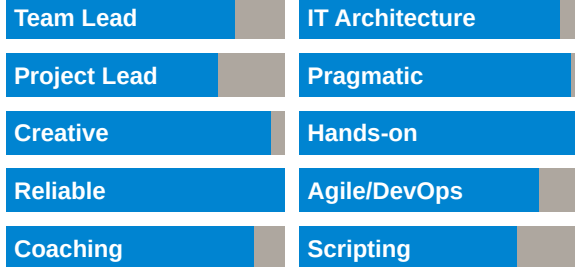 Team Lead
Project Lead
Creative
Reliable
Coaching
IT Architecture
Pragmatic
Hands-on
Agile/DevOps
Scripting